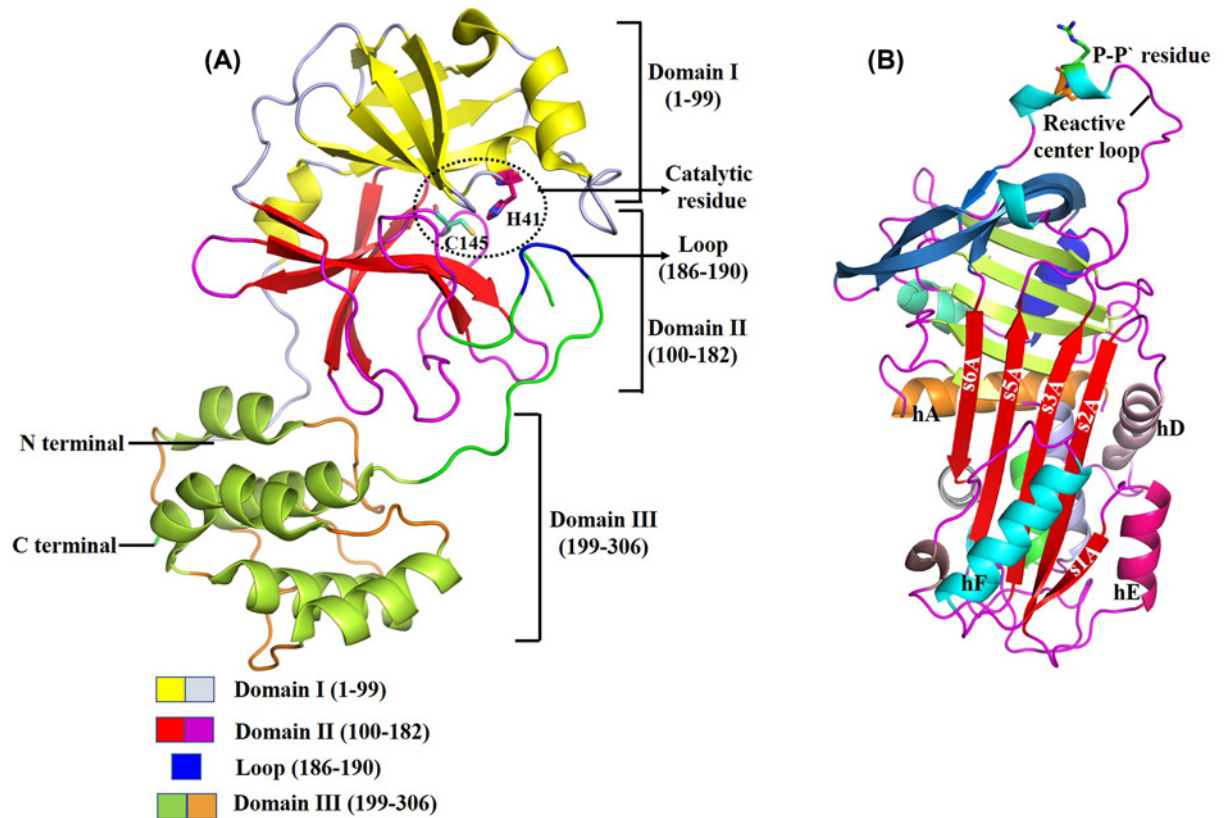 (A)
Domain I
(1-99)
Catalytic
residue
H41
C145
Loop
(186-190)
Domain II
(100-182)
N terminal
C terminal
Domain III
(199-306)
Domain I (1-99)
Domain II (100-182)
Loop (186-190)
Domain III (199-306)
(B)
P-P` residue
Reactive
center loop
s6A
s5A
s3A
s2A
hA
hD
s1A
hF
hE